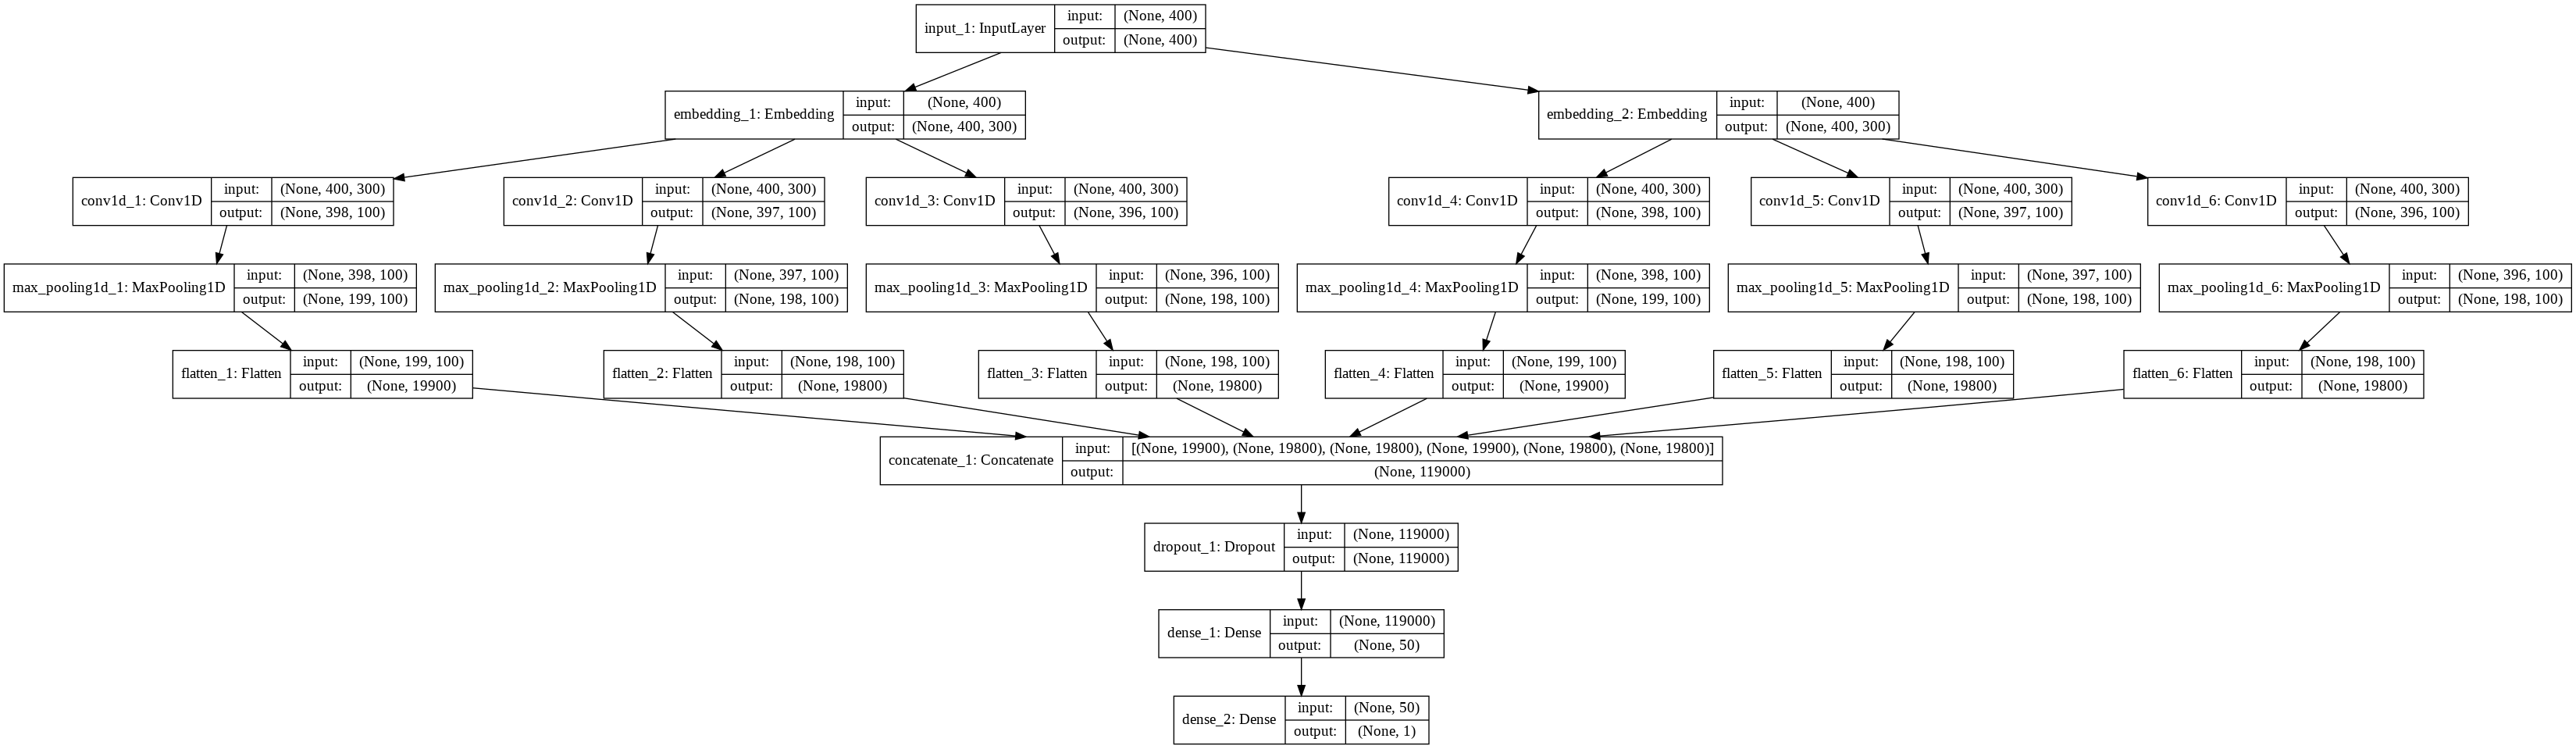 input_1: InputLayer
input: (None, 400)
output: (None, 400)
embedding_1: Embedding
input: (None, 400)
output: (None, 400, 300)
embedding_2: Embedding
input: (None, 400)
output: (None, 400, 300)
conv1d_1: Conv1D
input: (None, 400, 300)
output: (None, 398, 100)
conv1d_2: Conv1D
input: (None, 400, 300)
output: (None, 397, 100)
conv1d_3: Conv1D
input: (None, 400, 300)
output: (None, 396, 100)
conv1d_4: Conv1D
input: (None, 400, 300)
output: (None, 398, 100)
conv1d_5: Conv1D
input: (None, 400, 300)
output: (None, 397, 100)
conv1d_6: Conv1D
input: (None, 400, 300)
output: (None, 396, 100)
max_pooling1d_1: MaxPooling1D
input: (None, 398, 100)
output: (None, 199, 100)
max_pooling1d_2: MaxPooling1D
input: (None, 397, 100)
output: (None, 198, 100)
max_pooling1d_3: MaxPooling1D
input: (None, 396, 100)
output: (None, 198, 100)
max_pooling1d_4: MaxPooling1D
input: (None, 398, 100)
output: (None, 199, 100)
max_pooling1d_5: MaxPooling1D
input: (None, 397, 100)
output: (None, 198, 100)
max_pooling1d_6: MaxPooling1D
input: (None, 396, 100)
output: (None, 198, 100)
flatten_1: Flatten
input: (None, 199, 100)
output: (None, 19900)
flatten_2: Flatten
input: (None, 198, 100)
output: (None, 19800)
flatten_3: Flatten
input: (None, 198, 100)
output: (None, 19800)
flatten_4: Flatten
input: (None, 199, 100)
output: (None, 19900)
flatten_5: Flatten
input: (None, 198, 100)
output: (None, 19800)
flatten_6: Flatten
input: (None, 198, 100)
output: (None, 19800)
concatenate_1: Concatenate
input: [(None, 19900), (None, 19800), (None, 19800), (None, 19900), (None, 19800), (None, 19800)]
output: (None, 119000)
dropout_1: Dropout
input: (None, 119000)
output: (None, 119000)
dense_1: Dense
input: (None, 119000)
output: (None, 50)
dense_2: Dense
input: (None, 50)
output: (None, 1)